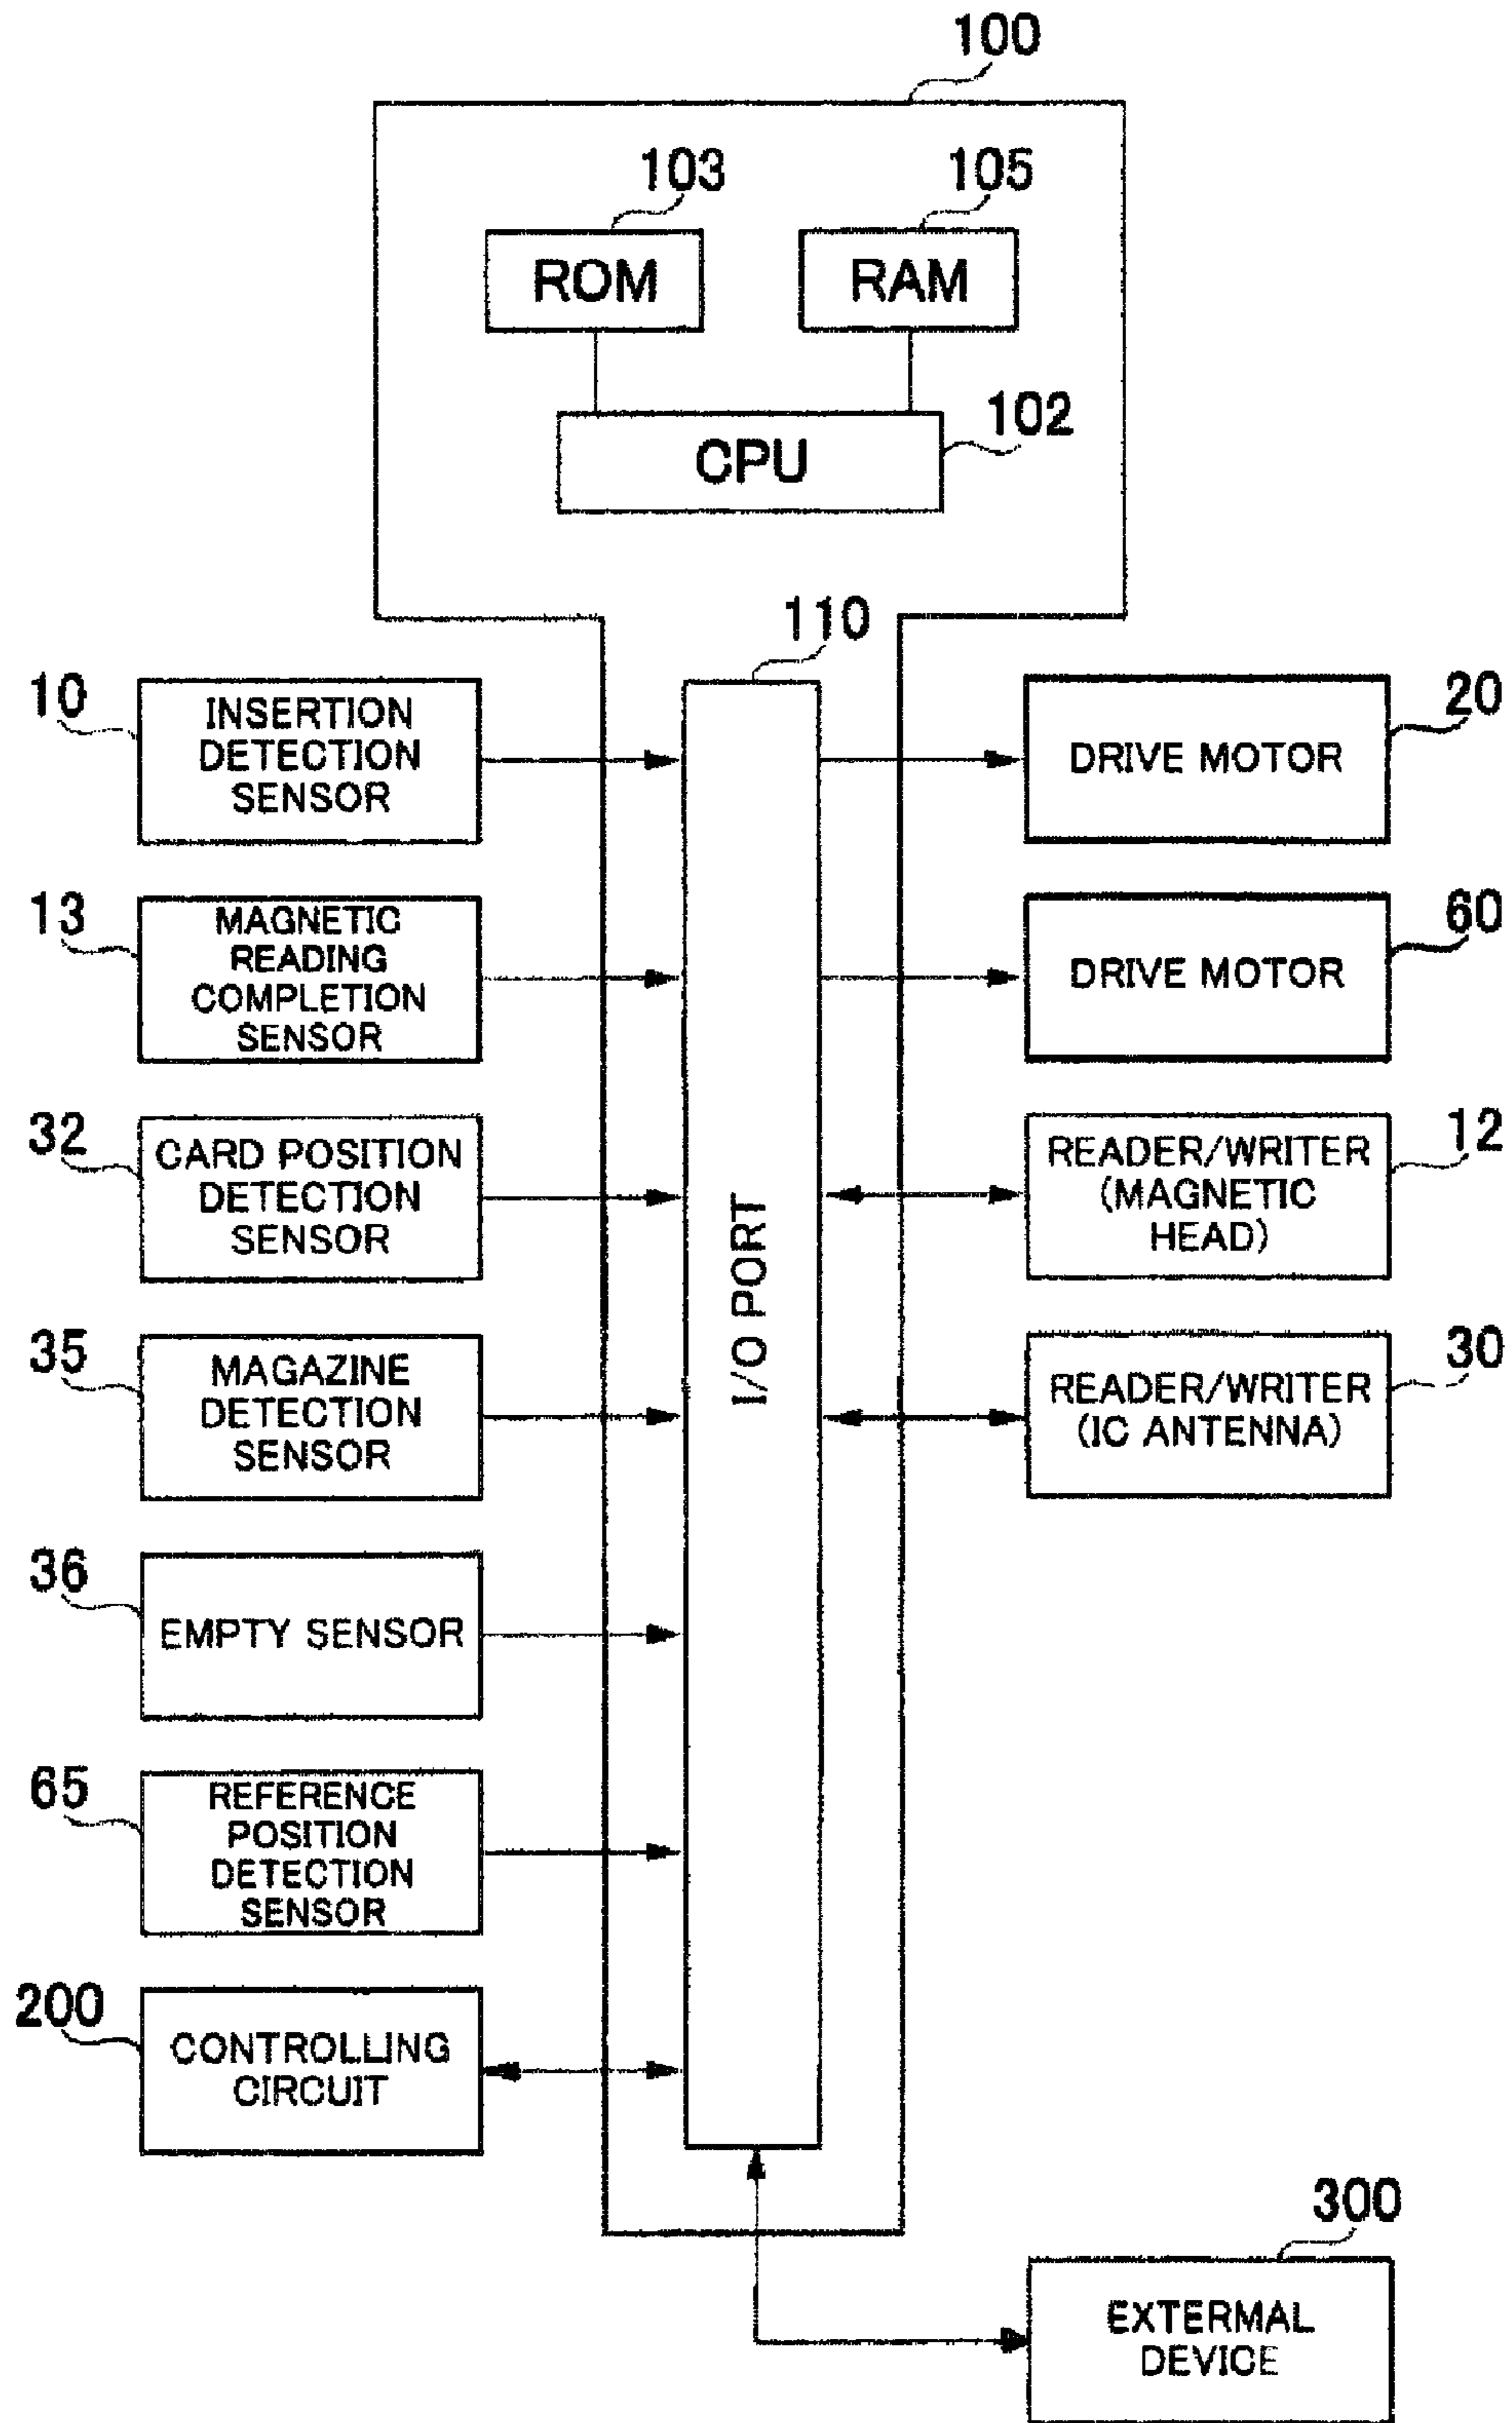 100
103
105
ROM
RAM
102
CPU
110
10
INSERTION
DETECTION
SENSOR
20
DRIVE MOTOR
13
MAGNETIC
READING
COMPLETION
SENSOR
60
DRIVE MOTOR
32
CARD POSITION
DETECTION
SENSOR
12
READER/WRITER
(MAGNETIC
HEAD)
I/O PORT
35
MAGAZINE
DETECTION
SENSOR
30
READER/WRITER
(IC ANTENNA)
36
EMPTY SENSOR
65
REFERENCE
POSITION
DETECTION
SENSOR
200
CONTROLLING
CIRCUIT
300
EXTERMAL
DEVICE